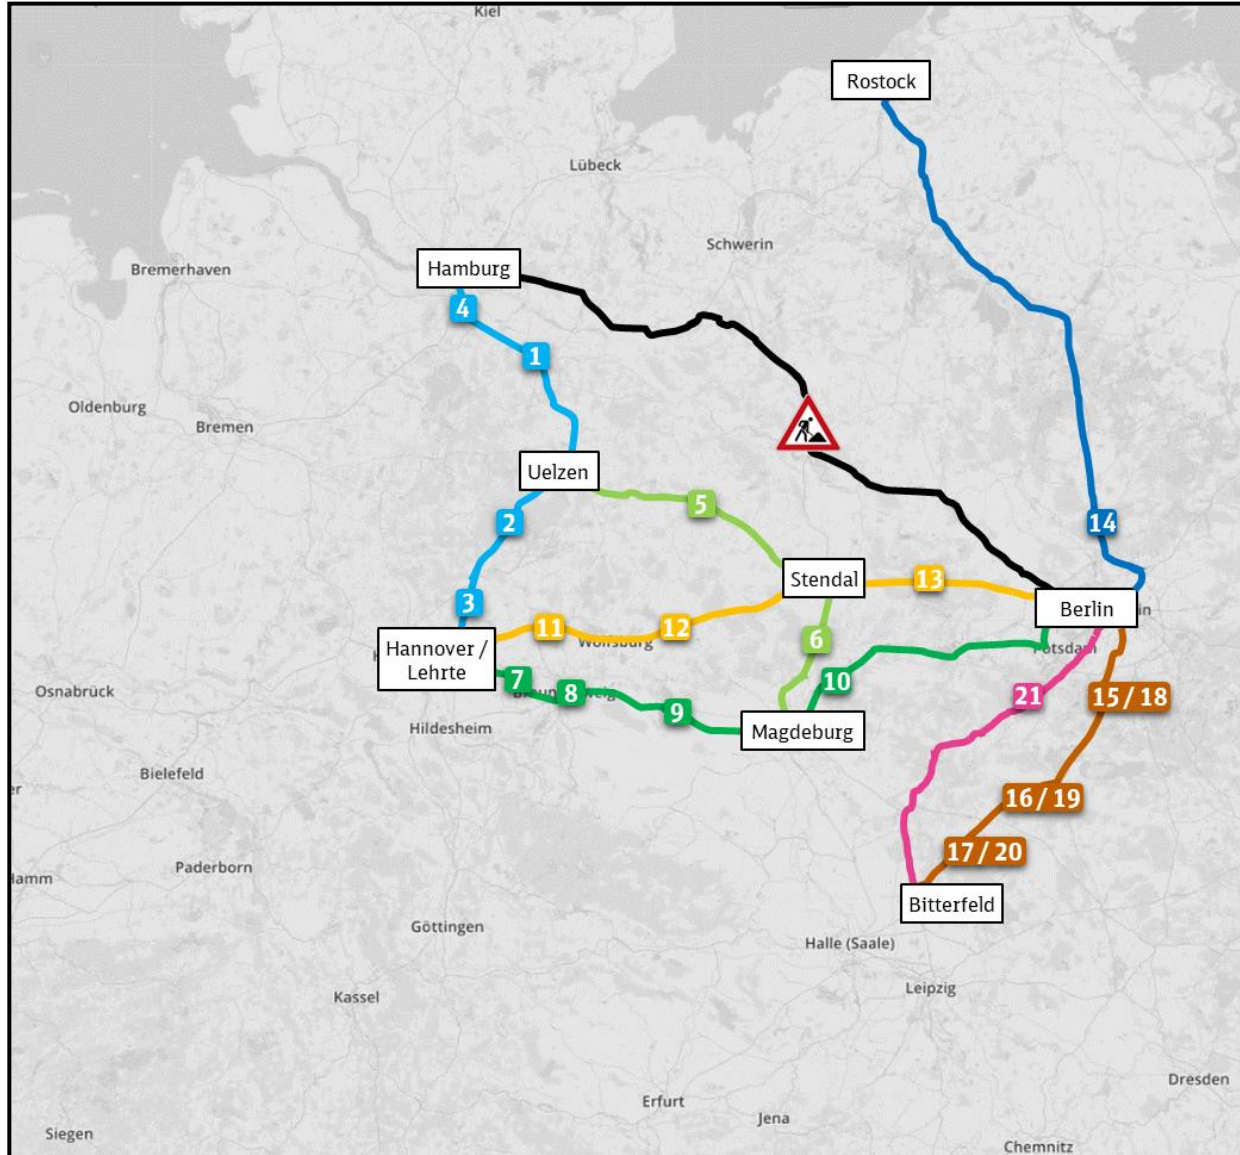 Kiel
Rostock
Lübeck
Schwerin
Hamburg
Bremerhaven
4
1
Oldenburg
Bremen
Uelzen
5
2
14
Stendal
13
3
Berlin
11
12
6
Hannover /
Lehrte
Wolfsburg
Potsdam
7
8
9
10
21
15 / 18
Osnabrück
Hildesheim
Magdeburg
Bielefeld
16 / 19
17 / 20
Paderborn
Bitterfeld
Göttingen
Halle (Saale)
Leipzig
Kassel
Dresden
Erfurt
Jena
Siegen
Chemnitz